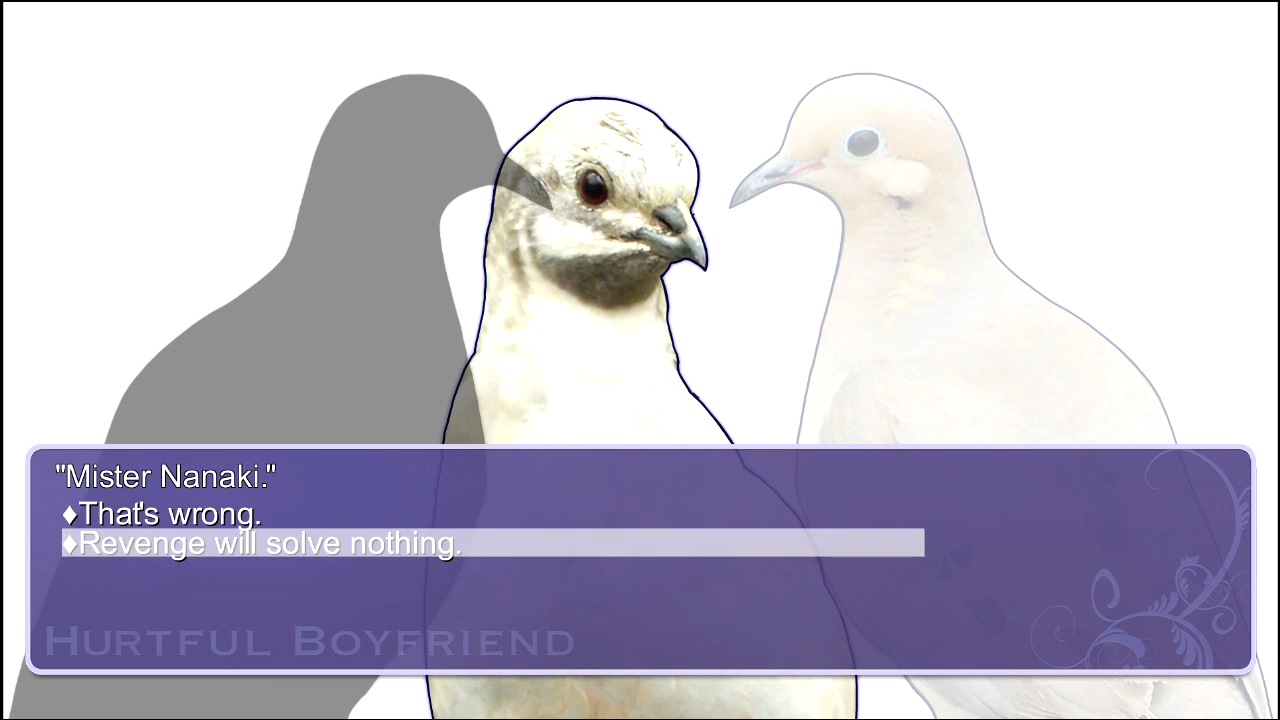 "Mister Nanaki."
♦That's wrong.
♦Revenge will solve nothing.
HURTFUL BOYFRIEND